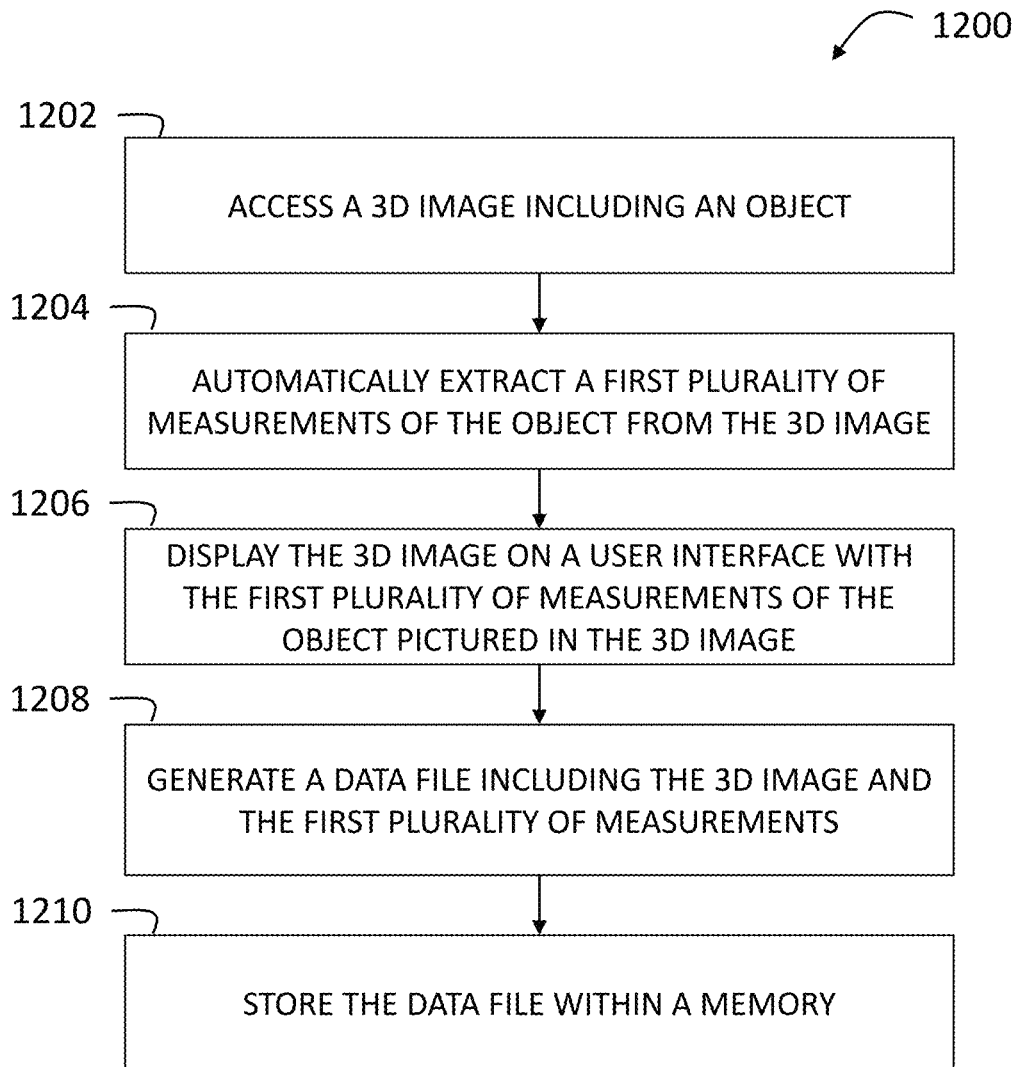 1200
1202
ACCESS A 3D IMAGE INCLUDING AN OBJECT
1204
AUTOMATICALLY EXTRACT A FIRST PLURALITY OF
MEASUREMENTS OF THE OBJECT FROM THE 3D IMAGE
1206
DISPLAY THE 3D IMAGE ON A USER INTERFACE WITH
THE FIRST PLURALITY OF MEASUREMENTS OF THE
OBJECT PICTURED IN THE 3D IMAGE
1208
GENERATE A DATA FILE INCLUDING THE 3D IMAGE AND
THE FIRST PLURALITY OF MEASUREMENTS
1210
STORE THE DATA FILE WITHIN A MEMORY